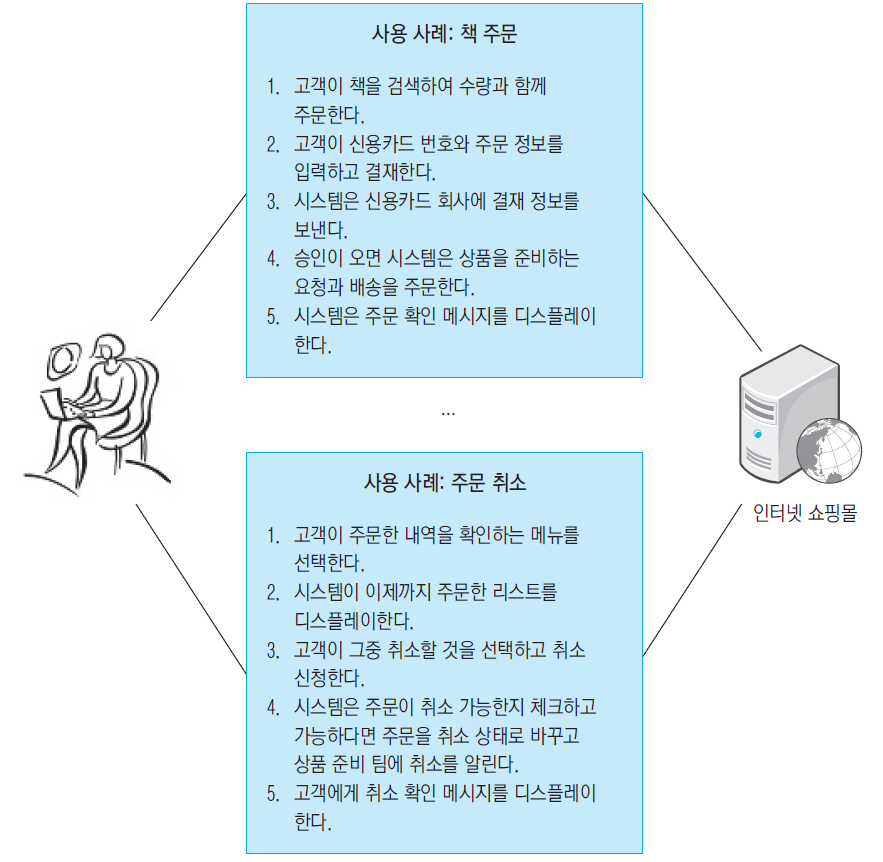 사용 사례: 책 주문
1. 고객이 책을 검색하여 수량과 함께
주문한다.
2. 고객이 신용카드 번호와 주문 정보를
입력하고 결재한다.
3. 시스템은 신용카드 회사에 결재 정보를
보낸다.
4. 승인이 오면 시스템은 상품을 준비하는
요청과 배송을 주문한다.
5. 시스템은 주문 확인 메시지를 디스플레이
한다.
...
사용 사례: 주문 취소
1. 고객이 주문한 내역을 확인하는 메뉴를
선택한다.
2. 시스템이 이제까지 주문한 리스트를
디스플레이한다.
3. 고객이 그중 취소할 것을 선택하고 취소
신청한다.
4. 시스템은 주문이 취소 가능한지 체크하고
가능하다면 주문을 취소 상태로 바꾸고
상품 준비 팀에 취소를 알린다.
5. 고객에게 취소 확인 메시지를 디스플레이
한다.
인터넷 쇼핑몰